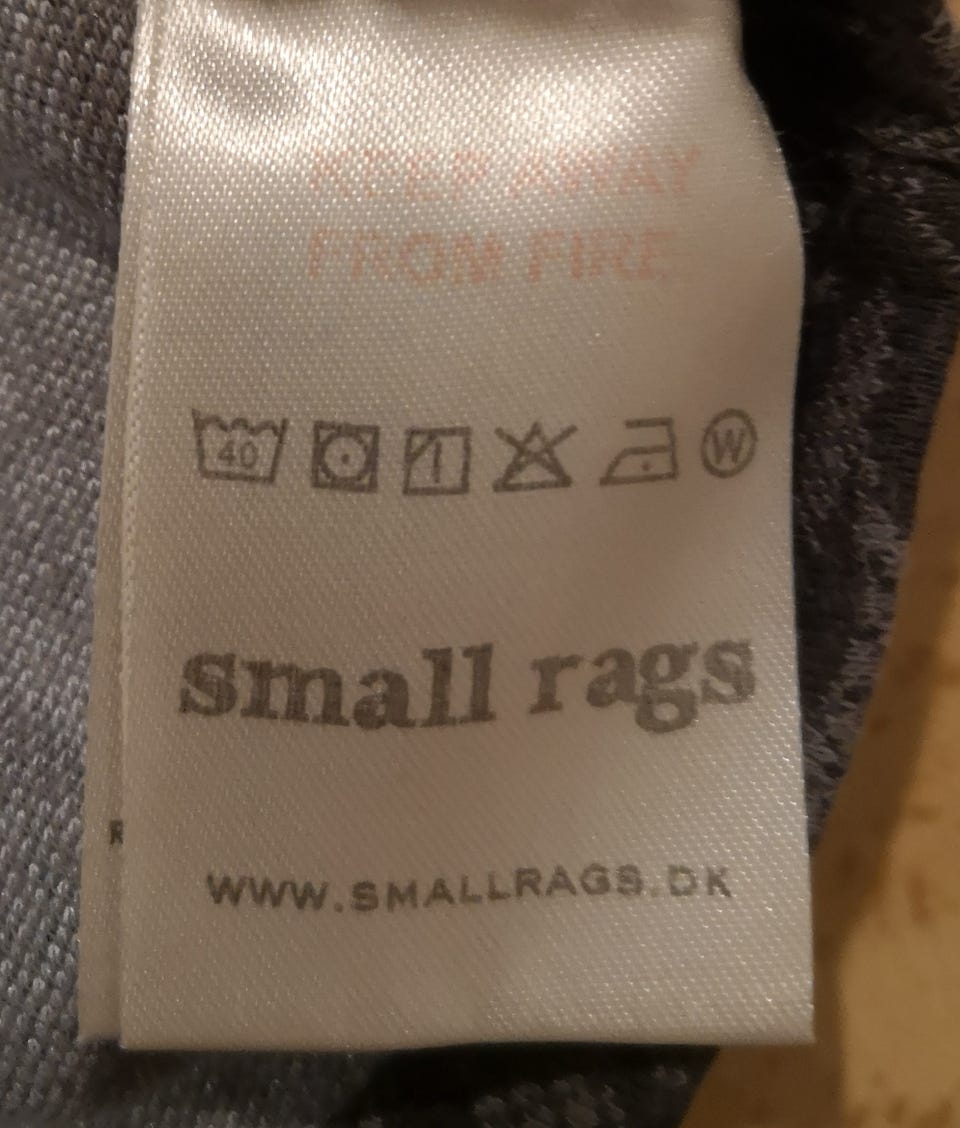 KEEP AWAY
FROM FIRE
40 W
small rags
R
WWW.SMALLRAGS.DK